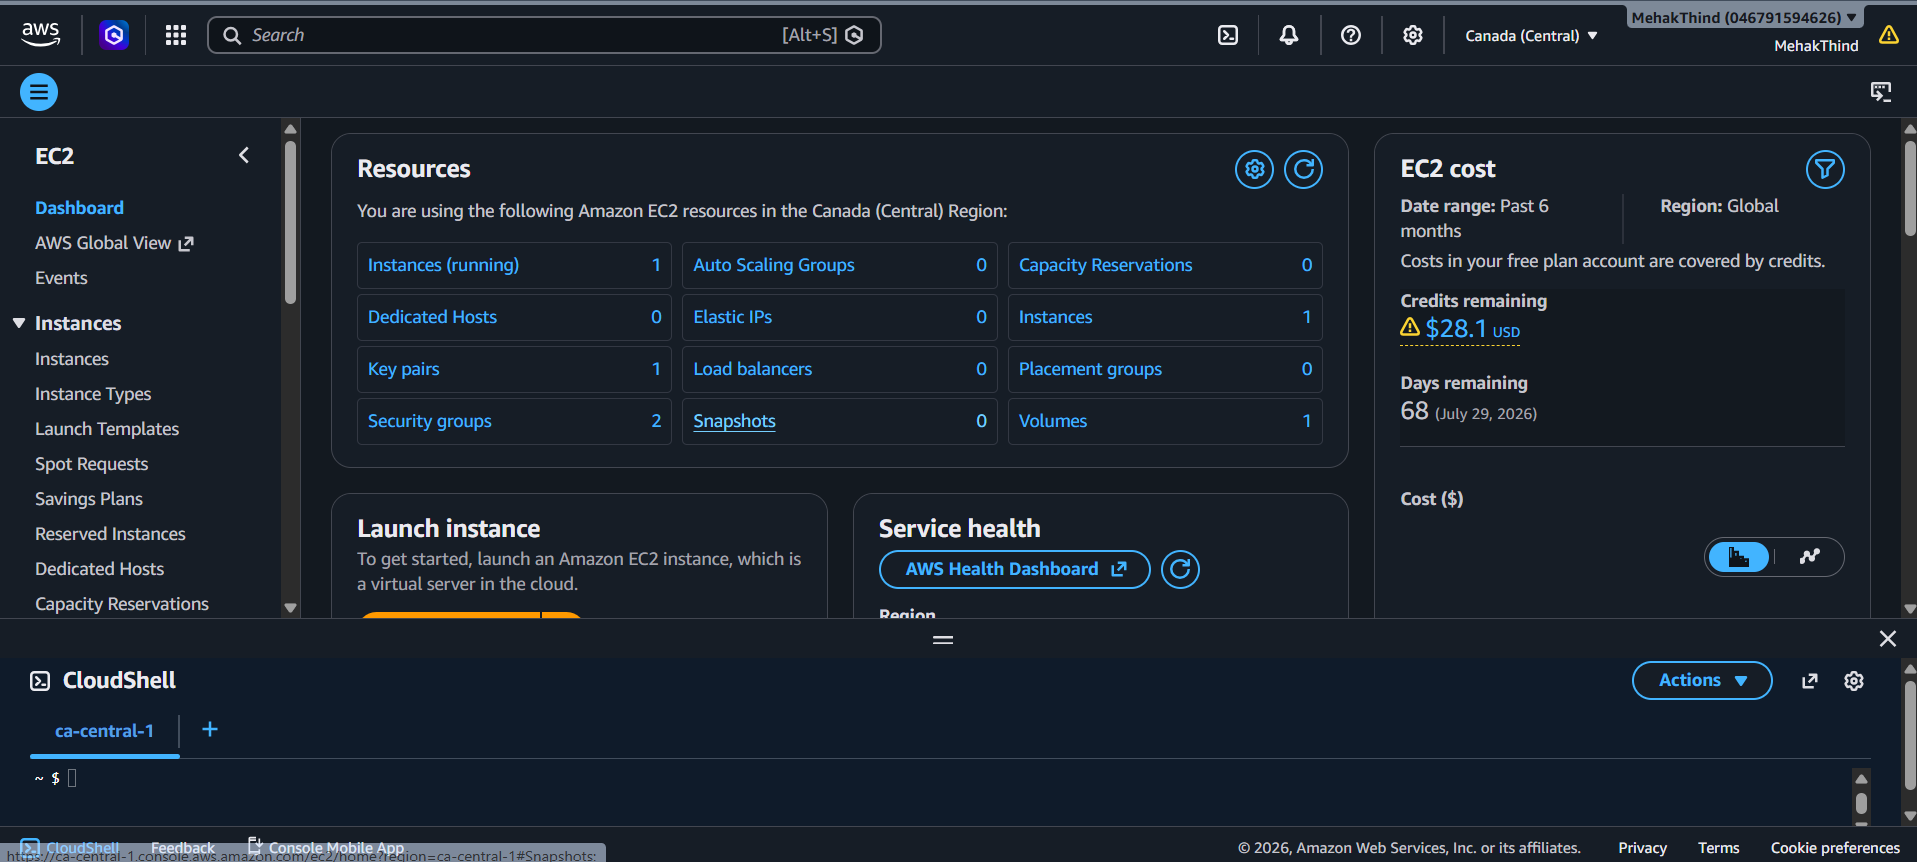 aws
Search [Alt+S]
Canada (Central)
MehakThind (046791594626)
MehakThind
EC2
Dashboard
AWS Global View
Events
Instances
Instances
Instance Types
Launch Templates
Spot Requests
Savings Plans
Reserved Instances
Dedicated Hosts
Capacity Reservations
Resources
You are using the following Amazon EC2 resources in the Canada (Central) Region:
Instances (running) 1 Auto Scaling Groups 0 Capacity Reservations 0
Dedicated Hosts 0 Elastic IPs 0 Instances 1
Key pairs 1 Load balancers 0 Placement groups 0
Security groups 2 Snapshots 0 Volumes 1
Launch instance
To get started, launch an Amazon EC2 instance, which is
a virtual server in the cloud.
Service health
AWS Health Dashboard
Region
EC2 cost
Date range: Past 6
months
Region: Global
Costs in your free plan account are covered by credits.
Credits remaining
$28.1 USD
Days remaining
68 (July 29, 2026)
Cost ($)
CloudShell
Actions
ca-central-1 +
~ $
CloudShell Feedback Console Mobile App
https://ca-central-1.console.aws.amazon.com/ec2/home?region=ca-central-1#Snapshots:
© 2026, Amazon Web Services, Inc. or its affiliates. Privacy Terms Cookie preferences